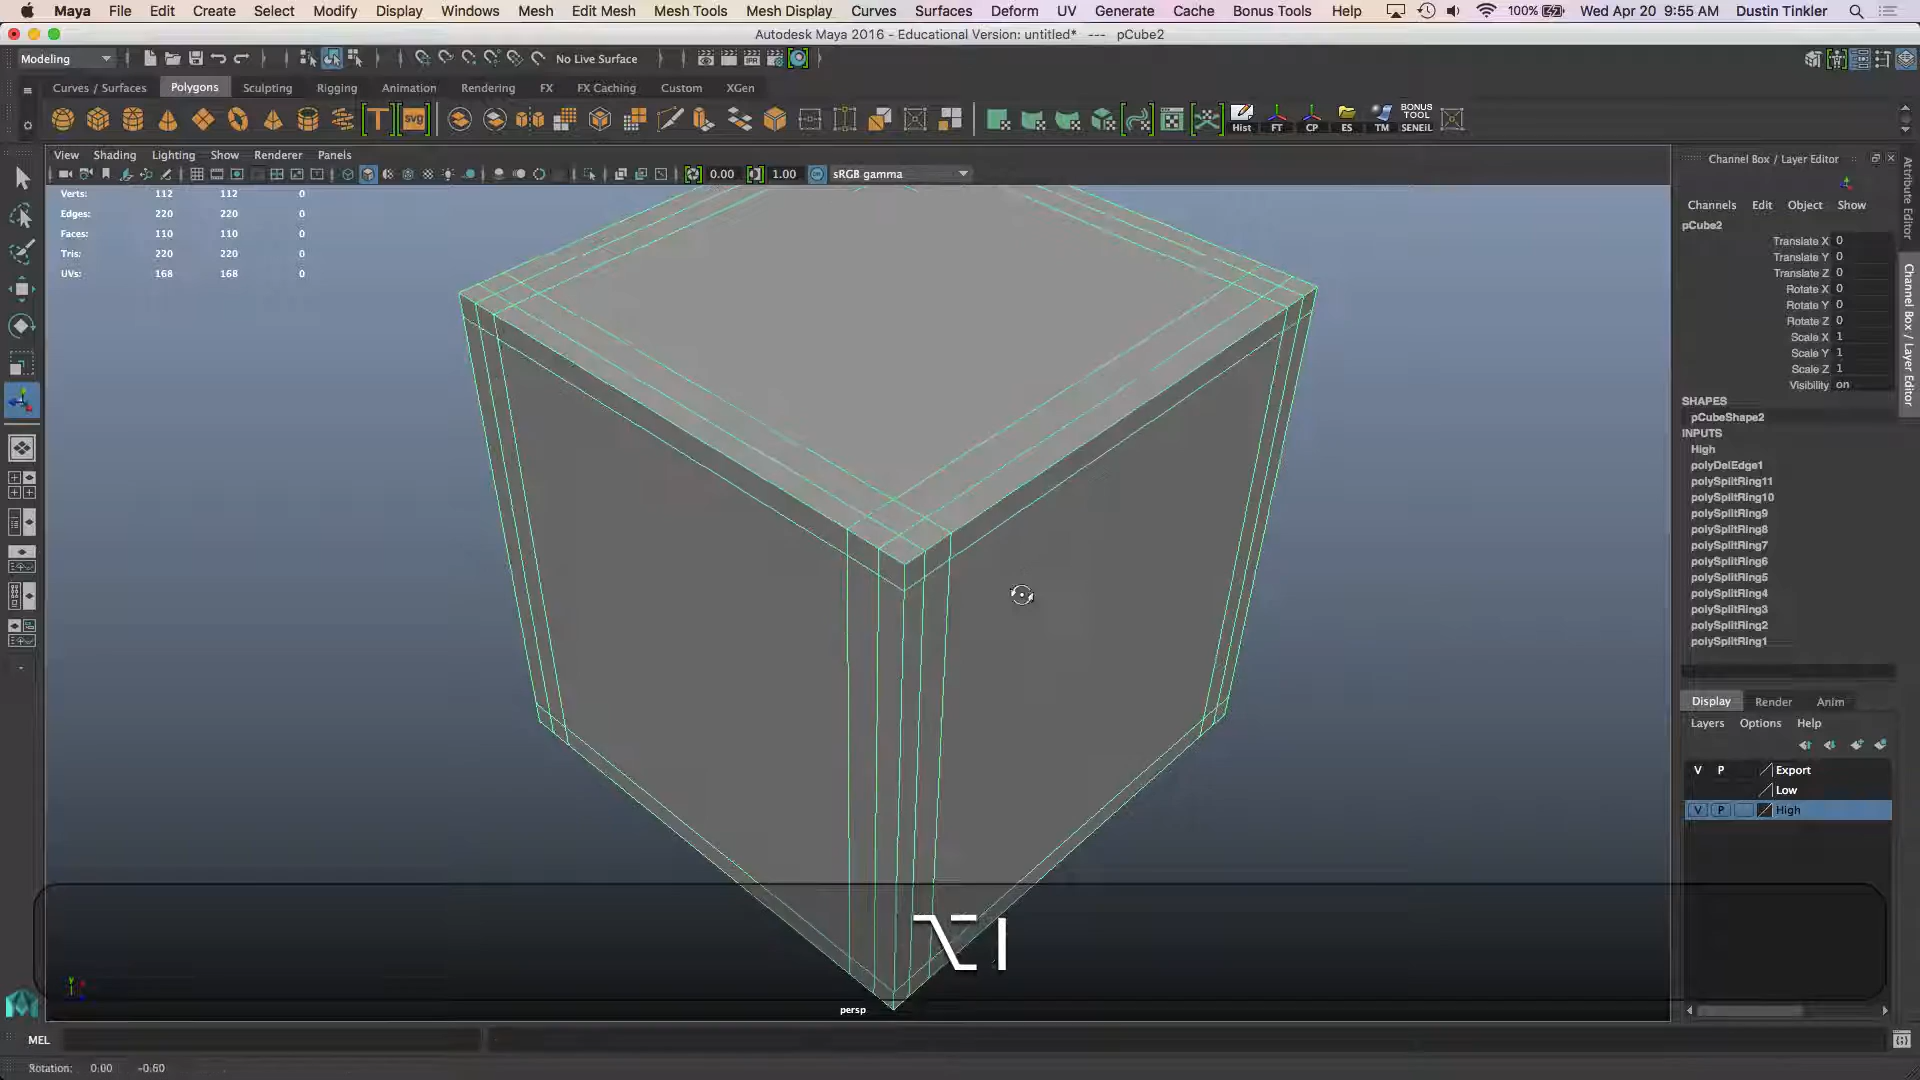 Maya File Edit Create Select Modify Display Windows Mesh Edit Mesh Mesh Tools Mesh Display Curves Surfaces Deform UV Generate Cache Bonus Tools Help 100% Wed Apr 20 9:55 AM Dustin Tinkler
Autodesk Maya 2016 - Educational Version: untitled* --- pCube2
Modeling No Live Surface
Curves / Surfaces Polygons Sculpting Rigging Animation Rendering FX FX Caching Custom XGen
T svg Hist FT CP ES TM BONUS TOOL SENEIL
View Shading Lighting Show Renderer Panels
0.00 1.00 sRGB gamma
Verts: 112 112 0
Edges: 220 220 0
Faces: 110 110 0
Tris: 220 220 0
UVs: 168 168 0
Channel Box / Layer Editor
Channels Edit Object Show
pCube2
Translate X 0
Translate Y 0
Translate Z 0
Rotate X 0
Rotate Y 0
Rotate Z 0
Scale X 1
Scale Y 1
Scale Z 1
Visibility on
SHAPES
pCubeShape2
INPUTS
High
polyDelEdge1
polySplitRing11
polySplitRing10
polySplitRing9
polySplitRing8
polySplitRing7
polySplitRing6
polySplitRing5
polySplitRing4
polySplitRing3
polySplitRing2
polySplitRing1
Display Render Anim
Layers Options Help
V P Export
Low
V P High
Attribute Editor
Channel Box / Layer Editor
⌥ |
persp
MEL
Rotation: 0.00 -0.60